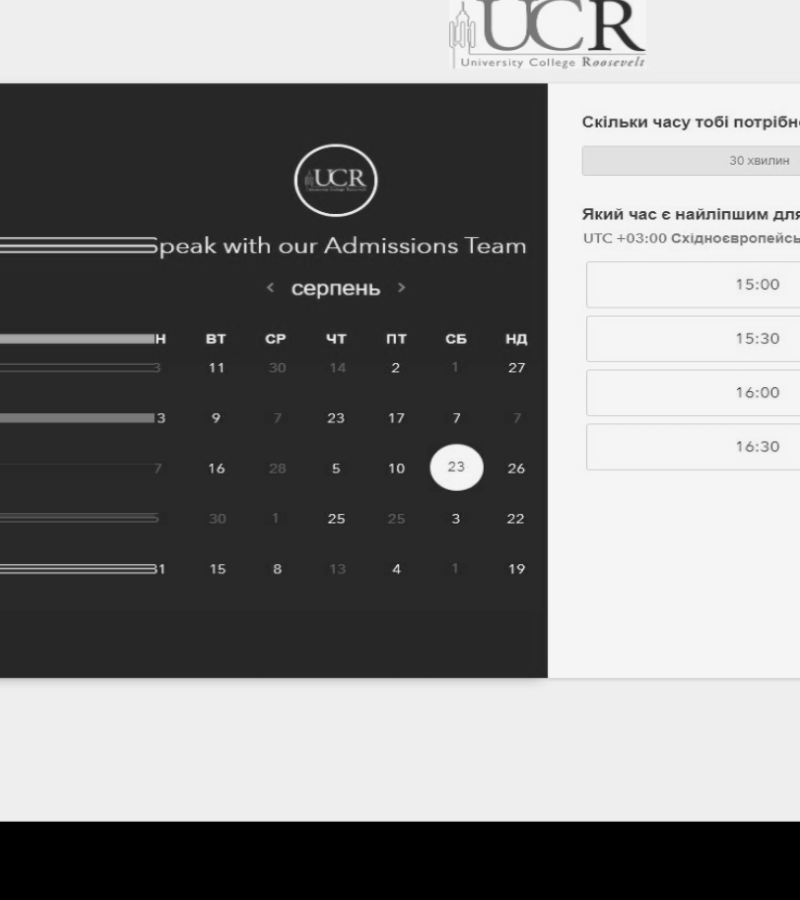 UCR
University College Roosevelt
UCR
peak with our Admissions Team
< серпень >
Н ВТ СР ЧТ ПТ СБ НД
3 11 30 14 2 1 27
3 9 7 23 17 7 7
7 16 28 5 10 23 26
5 30 1 25 25 3 22
31 15 8 13 4 1 19
Скільки часу тобі потрібн
30 хвилин
Який час є найліпшим для
UTC +03:00 Східноєвропейсь
15:00
15:30
16:00
16:30